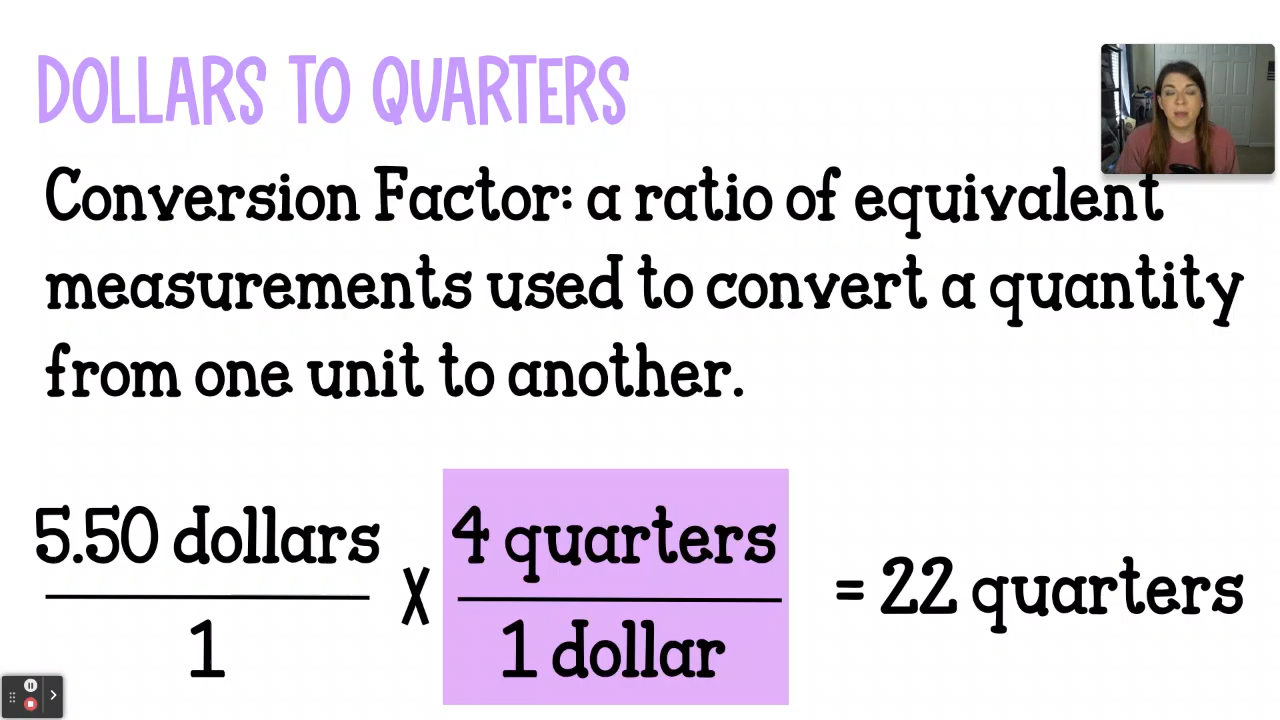 DOLLARS TO QUARTERS
Conversion Factor: a ratio of equivalent
measurements used to convert a quantity
from one unit to another.
5.50 dollars
1
x
4 quarters
1 dollar
= 22 quarters